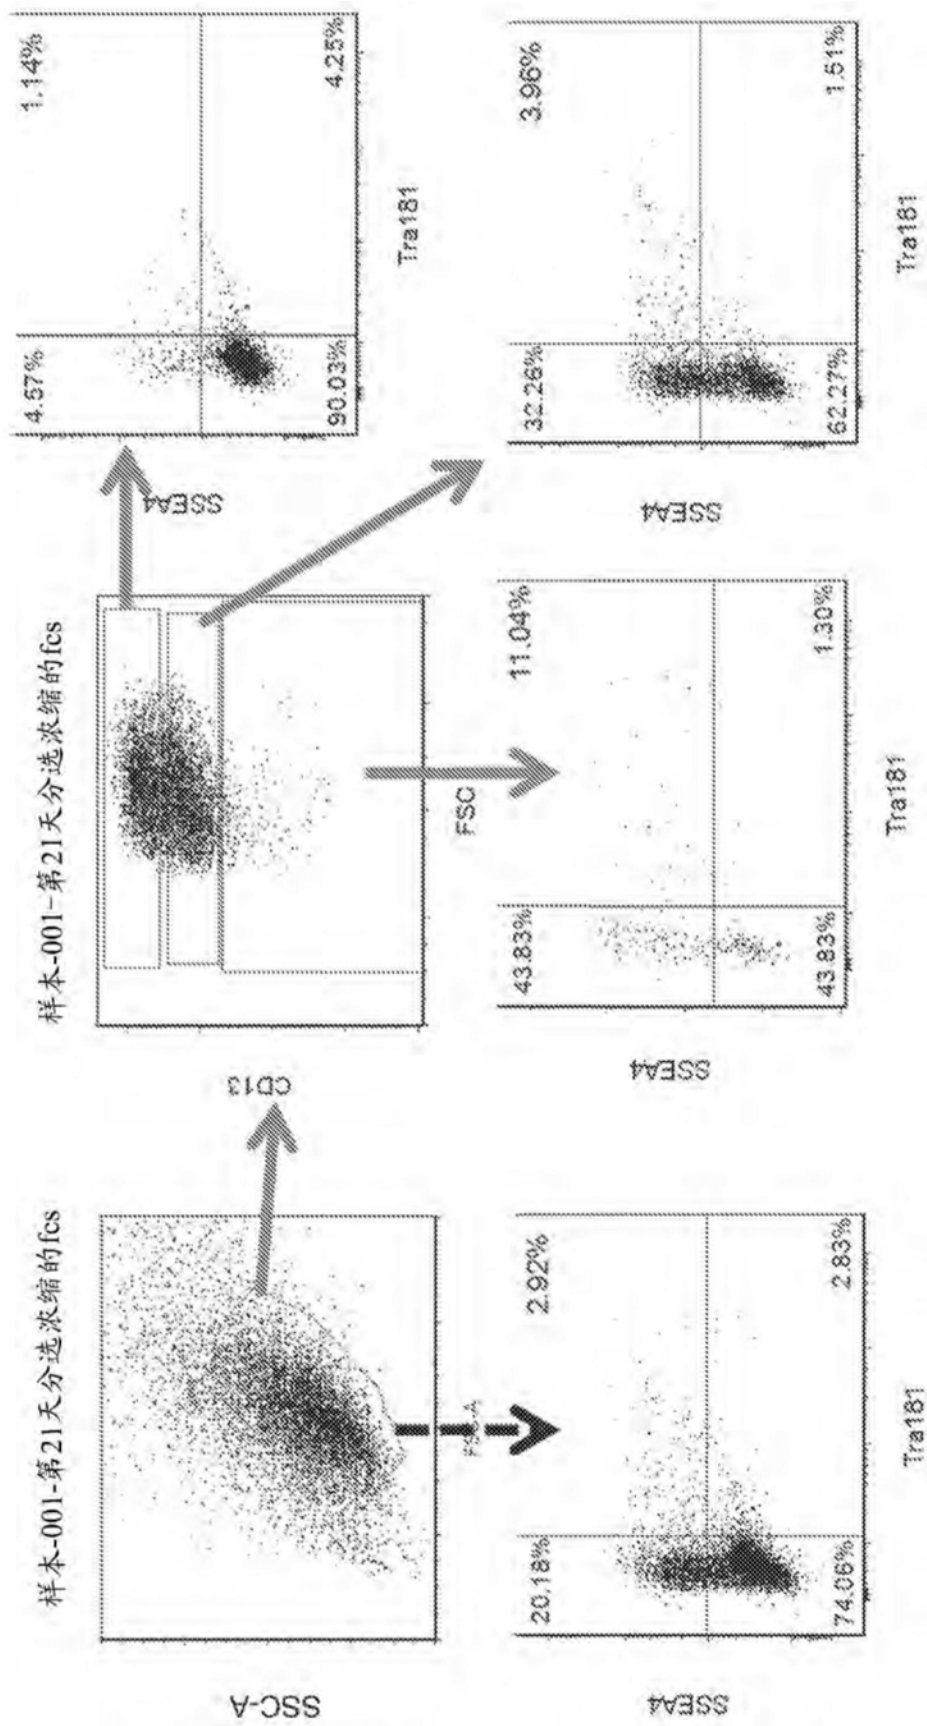 样本-001-第21天分选浓缩的fcs
SSC-A
样本-001-第21天分选浓缩的fcs
CD13
FSC
4.57%
1.14%
90.03%
4.25%
SSEA4
Tra181
20.18%
2.92%
74.06%
2.83%
SSEA4
Tra181
43.83%
11.04%
43.83%
1.30%
SSEA4
Tra181
32.26%
3.96%
62.27%
1.51%
SSEA4
Tra181